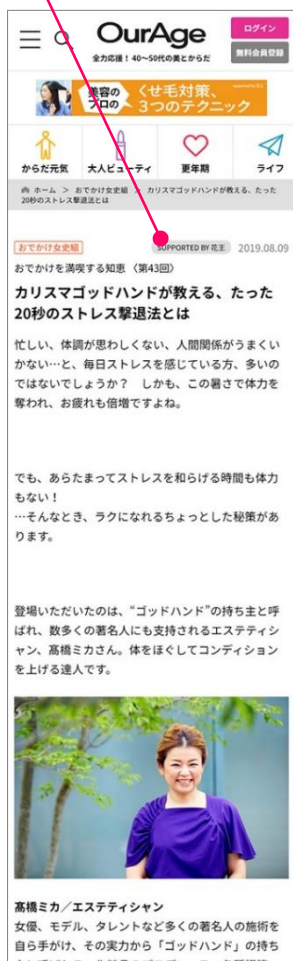 OurAge
ログイン
全力応援！40〜50代の美とからだ
無料会員登録
美容の
プロの
くせ毛対策、
3つのテクニック
からだ元気
大人ビューティ
更年期
ライフ
ホーム ＞ おでかけ女史組 ＞ カリスマゴッドハンドが教える、たった
20秒のストレス撃退法とは
おでかけ女史組
SUPPORTED BY 花王
2019.08.09
おでかけを満喫する知恵〈第43回〉
カリスマゴッドハンドが教える、たった
20秒のストレス撃退法とは
忙しい、体調が思わしくない、人間関係がうまくい
かない…と、毎日ストレスを感じている方、多いの
ではないでしょうか？ しかも、この暑さで体力を
奪われ、お疲れも倍増ですよね。
でも、あらたまってストレスを和らげる時間も体力
もない！
…そんなとき、ラクになれるちょっとした秘策があ
ります。
登場いただいたのは、“ゴッドハンド”の持ち主と呼
ばれ、数多くの著名人にも支持されるエステティシ
ャン、髙橋ミカさん。体をほぐしてコンディション
を上げる達人です。
髙橋ミカ／エステティシャン
女優、モデル、タレントなど多くの著名人の施術を
自ら手がけ、その実力から「ゴッドハンド」の持ち